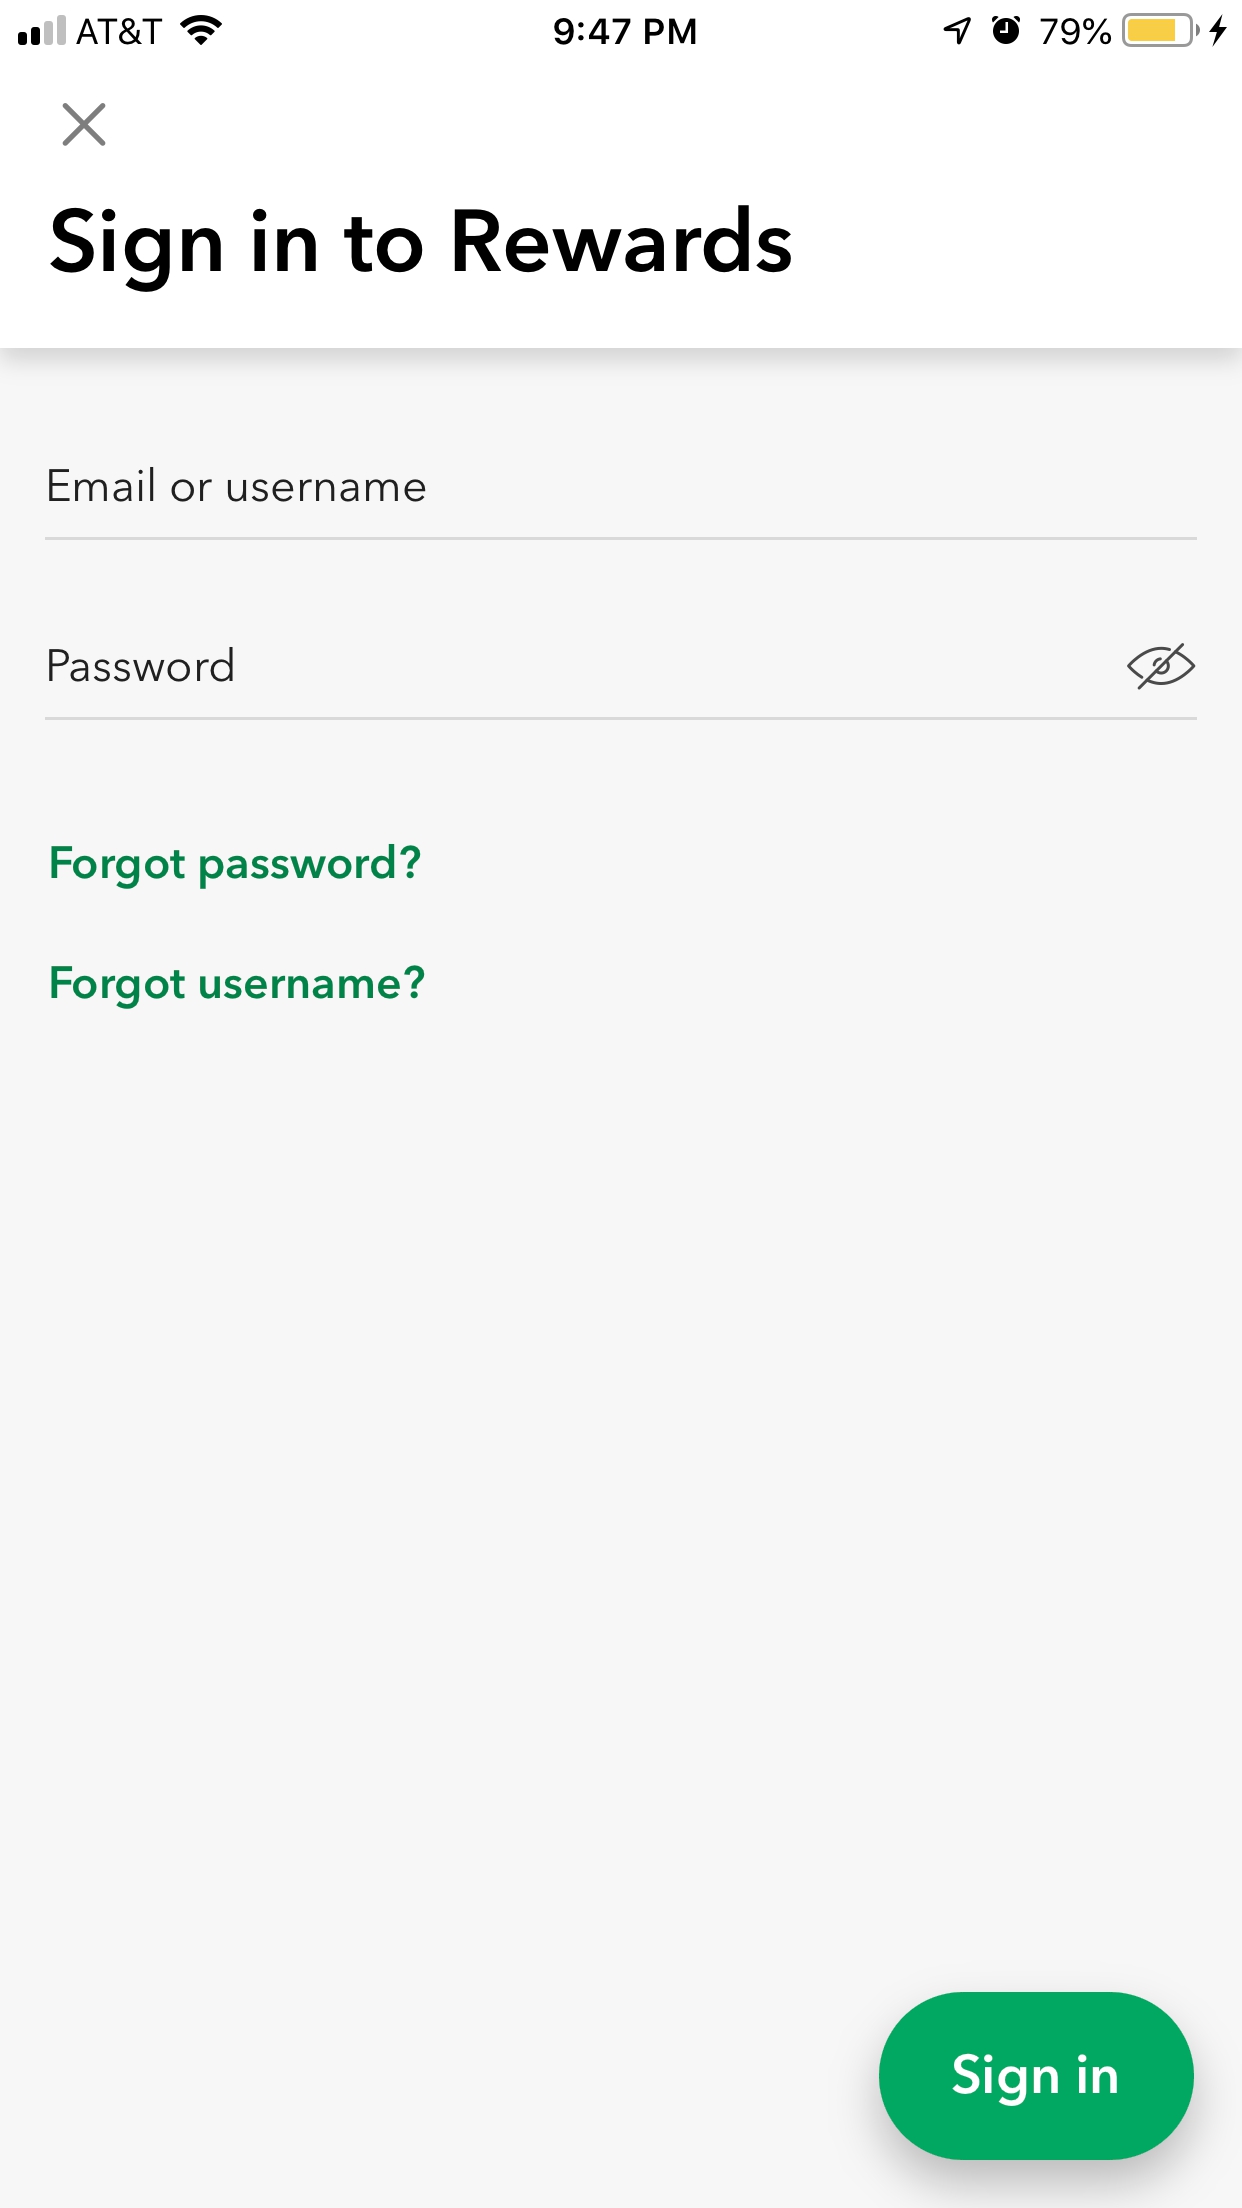 AT&T 9:47 PM 79%
Sign in to Rewards
Email or username
Password
Forgot password?
Forgot username?
Sign in